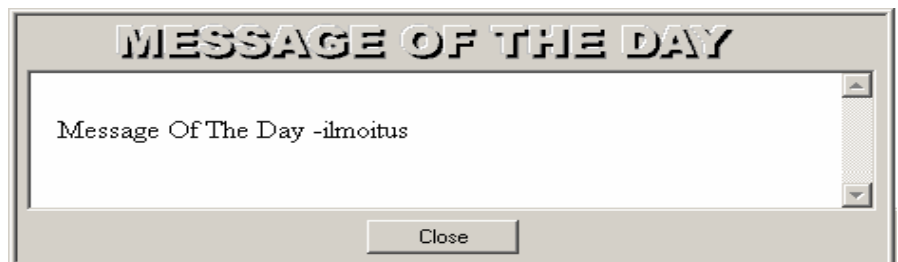 MESSAGE OF THE DAY
Message Of The Day -ilmoitus
Close